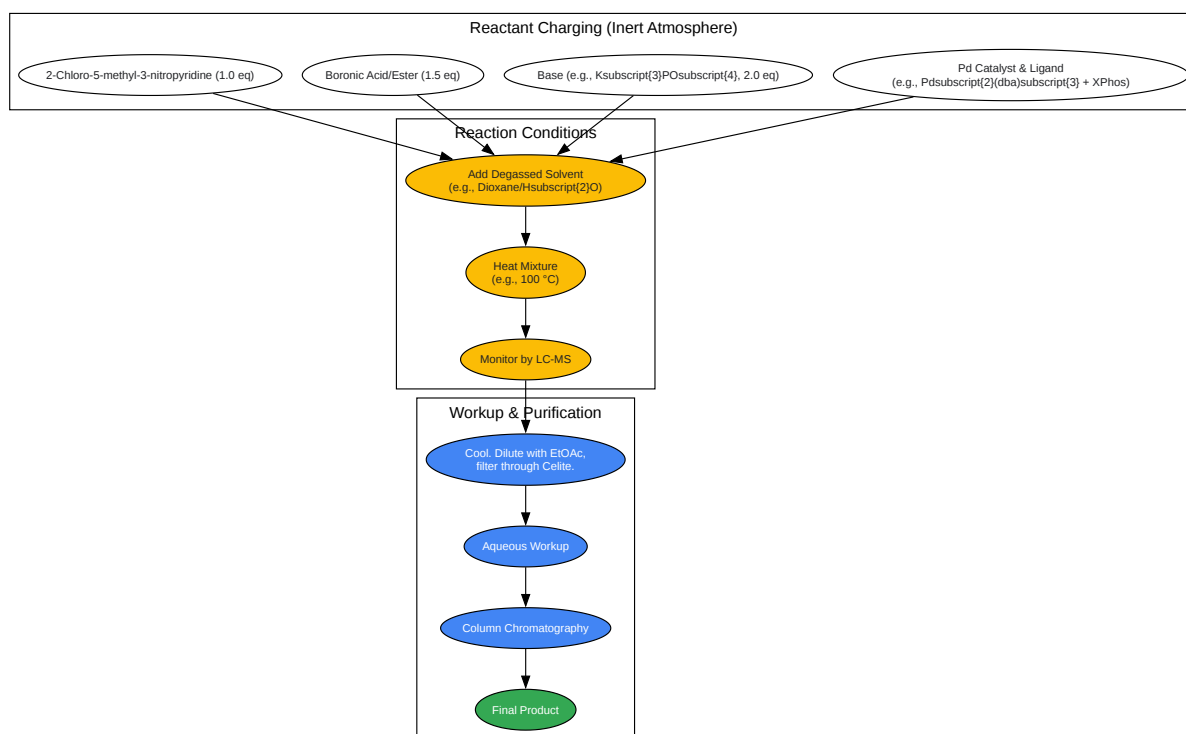 Reactant Charging (Inert Atmosphere)
2-Chloro-5-methyl-3-nitropyridine (1.0 eq)
Boronic Acid/Ester (1.5 eq)
Base (e.g., Ksubscript{3}POsubscript{4}, 2.0 eq)
Pd Catalyst & Ligand
(e.g., Pdsubscript{2}(dba)subscript{3} + XPhos)
Reaction Conditions
Add Degassed Solvent
(e.g., Dioxane/Hsubscript{2}O)
Heat Mixture
(e.g., 100 °C)
Monitor by LC-MS
Workup & Purification
Cool. Dilute with EtOAc,
filter through Celite.
Aqueous Workup
Column Chromatography
Final Product